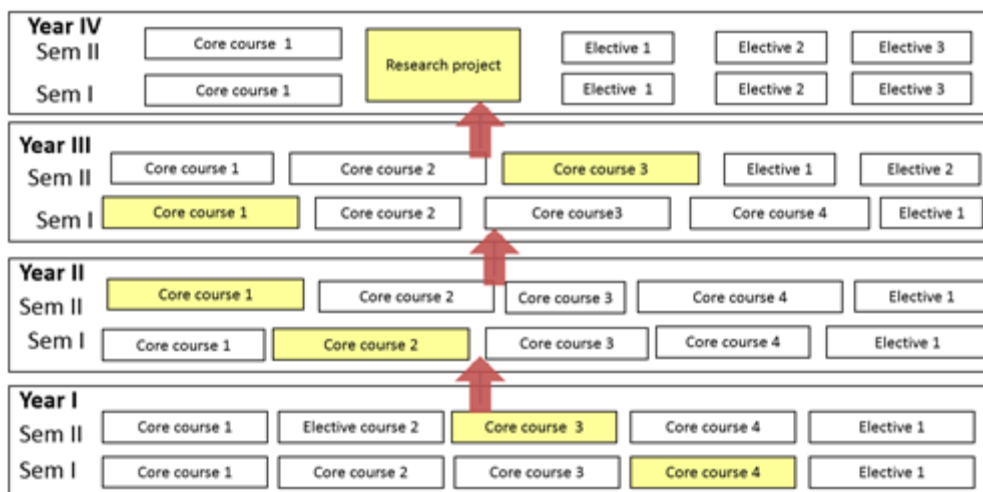 Year IV
Sem II
Core course 1
Research project
Elective 1
Elective 2
Elective 3
Sem I
Core course 1
Elective 1
Elective 2
Elective 3
Year III
Sem II
Core course 1
Core course 2
Core course 3
Elective 1
Elective 2
Sem I
Core course 1
Core course 2
Core course3
Core course 4
Elective 1
Year II
Sem II
Core course 1
Core course 2
Core course 3
Core course 4
Elective 1
Sem I
Core course 1
Core course 2
Core course 3
Core course 4
Elective 1
Year I
Sem II
Core course 1
Elective course 2
Core course 3
Core course 4
Elective 1
Sem I
Core course 1
Core course 2
Core course 3
Core course 4
Elective 1